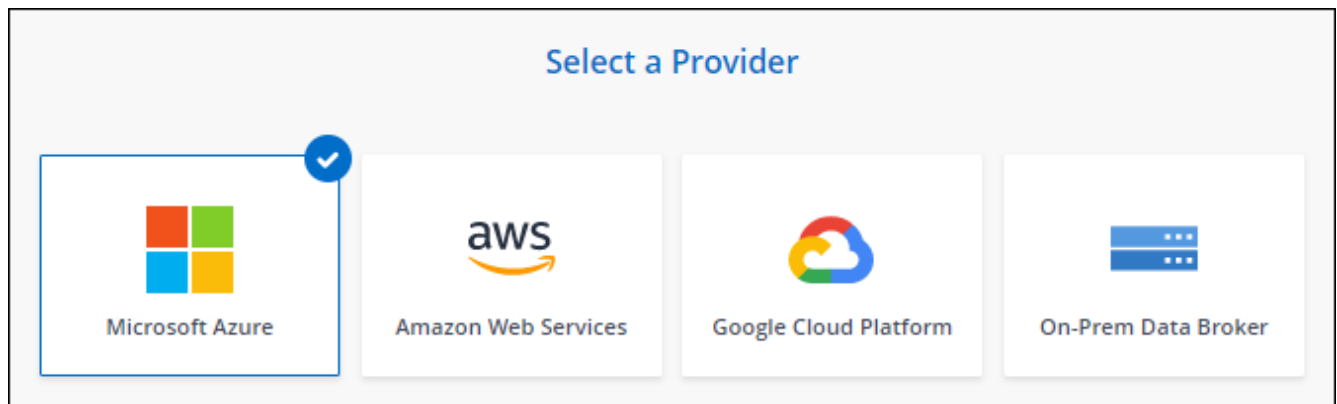 Select a Provider
aws
Microsoft Azure
Amazon Web Services
Google Cloud Platform
On-Prem Data Broker